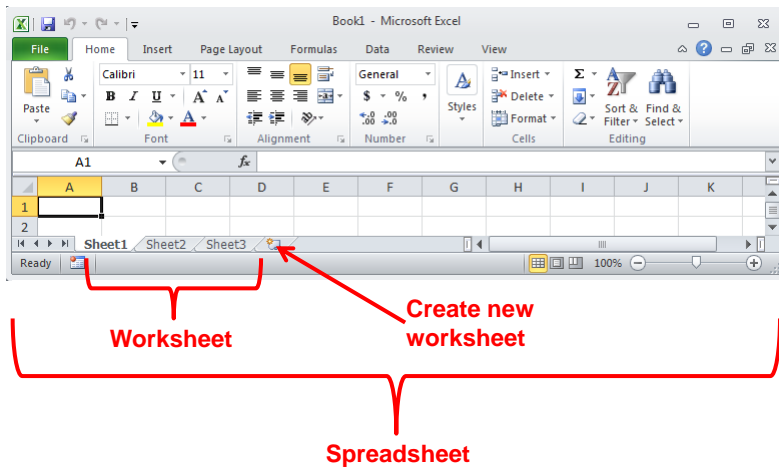 Book1 - Microsoft Excel
File Home Insert Page Layout Formulas Data Review View
Calibri 11 General Insert Σ
Paste B I U A A $ % , Styles Delete Sort & Find &
A .00 .00 Format Filter Select
Clipboard Font Alignment Number Cells Editing
A1 fx
A B C D E F G H I J K
1
2
Sheet1 Sheet2 Sheet3
Ready 100%
Create new
worksheet
Worksheet
Spreadsheet